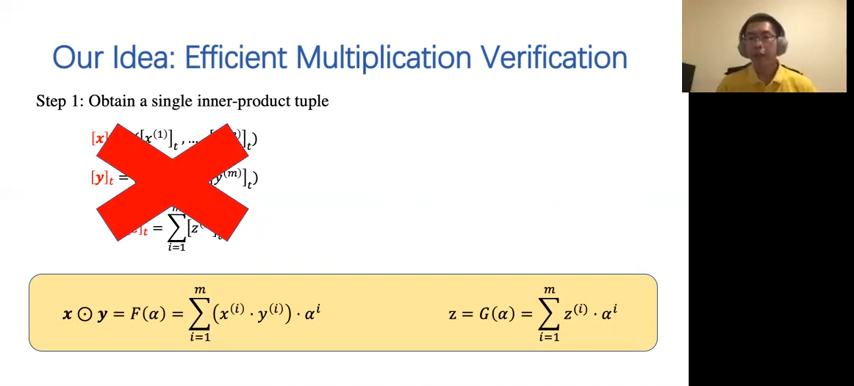 Our Idea: Efficient Multiplication Verification
Step 1: Obtain a single inner-product tuple
[x] [x⁽¹⁾]ₜ , … ]ₜ)
[y]ₜ = y⁽ᵐ⁾]ₜ)
]ₜ = ∑ᵢ₌₁ [z
x ⊙ y = F(α) = ∑ᵢ₌₁ᵐ (x⁽ⁱ⁾ · y⁽ⁱ⁾) · αⁱ z = G(α) = ∑ᵢ₌₁ᵐ z⁽ⁱ⁾ · αⁱ